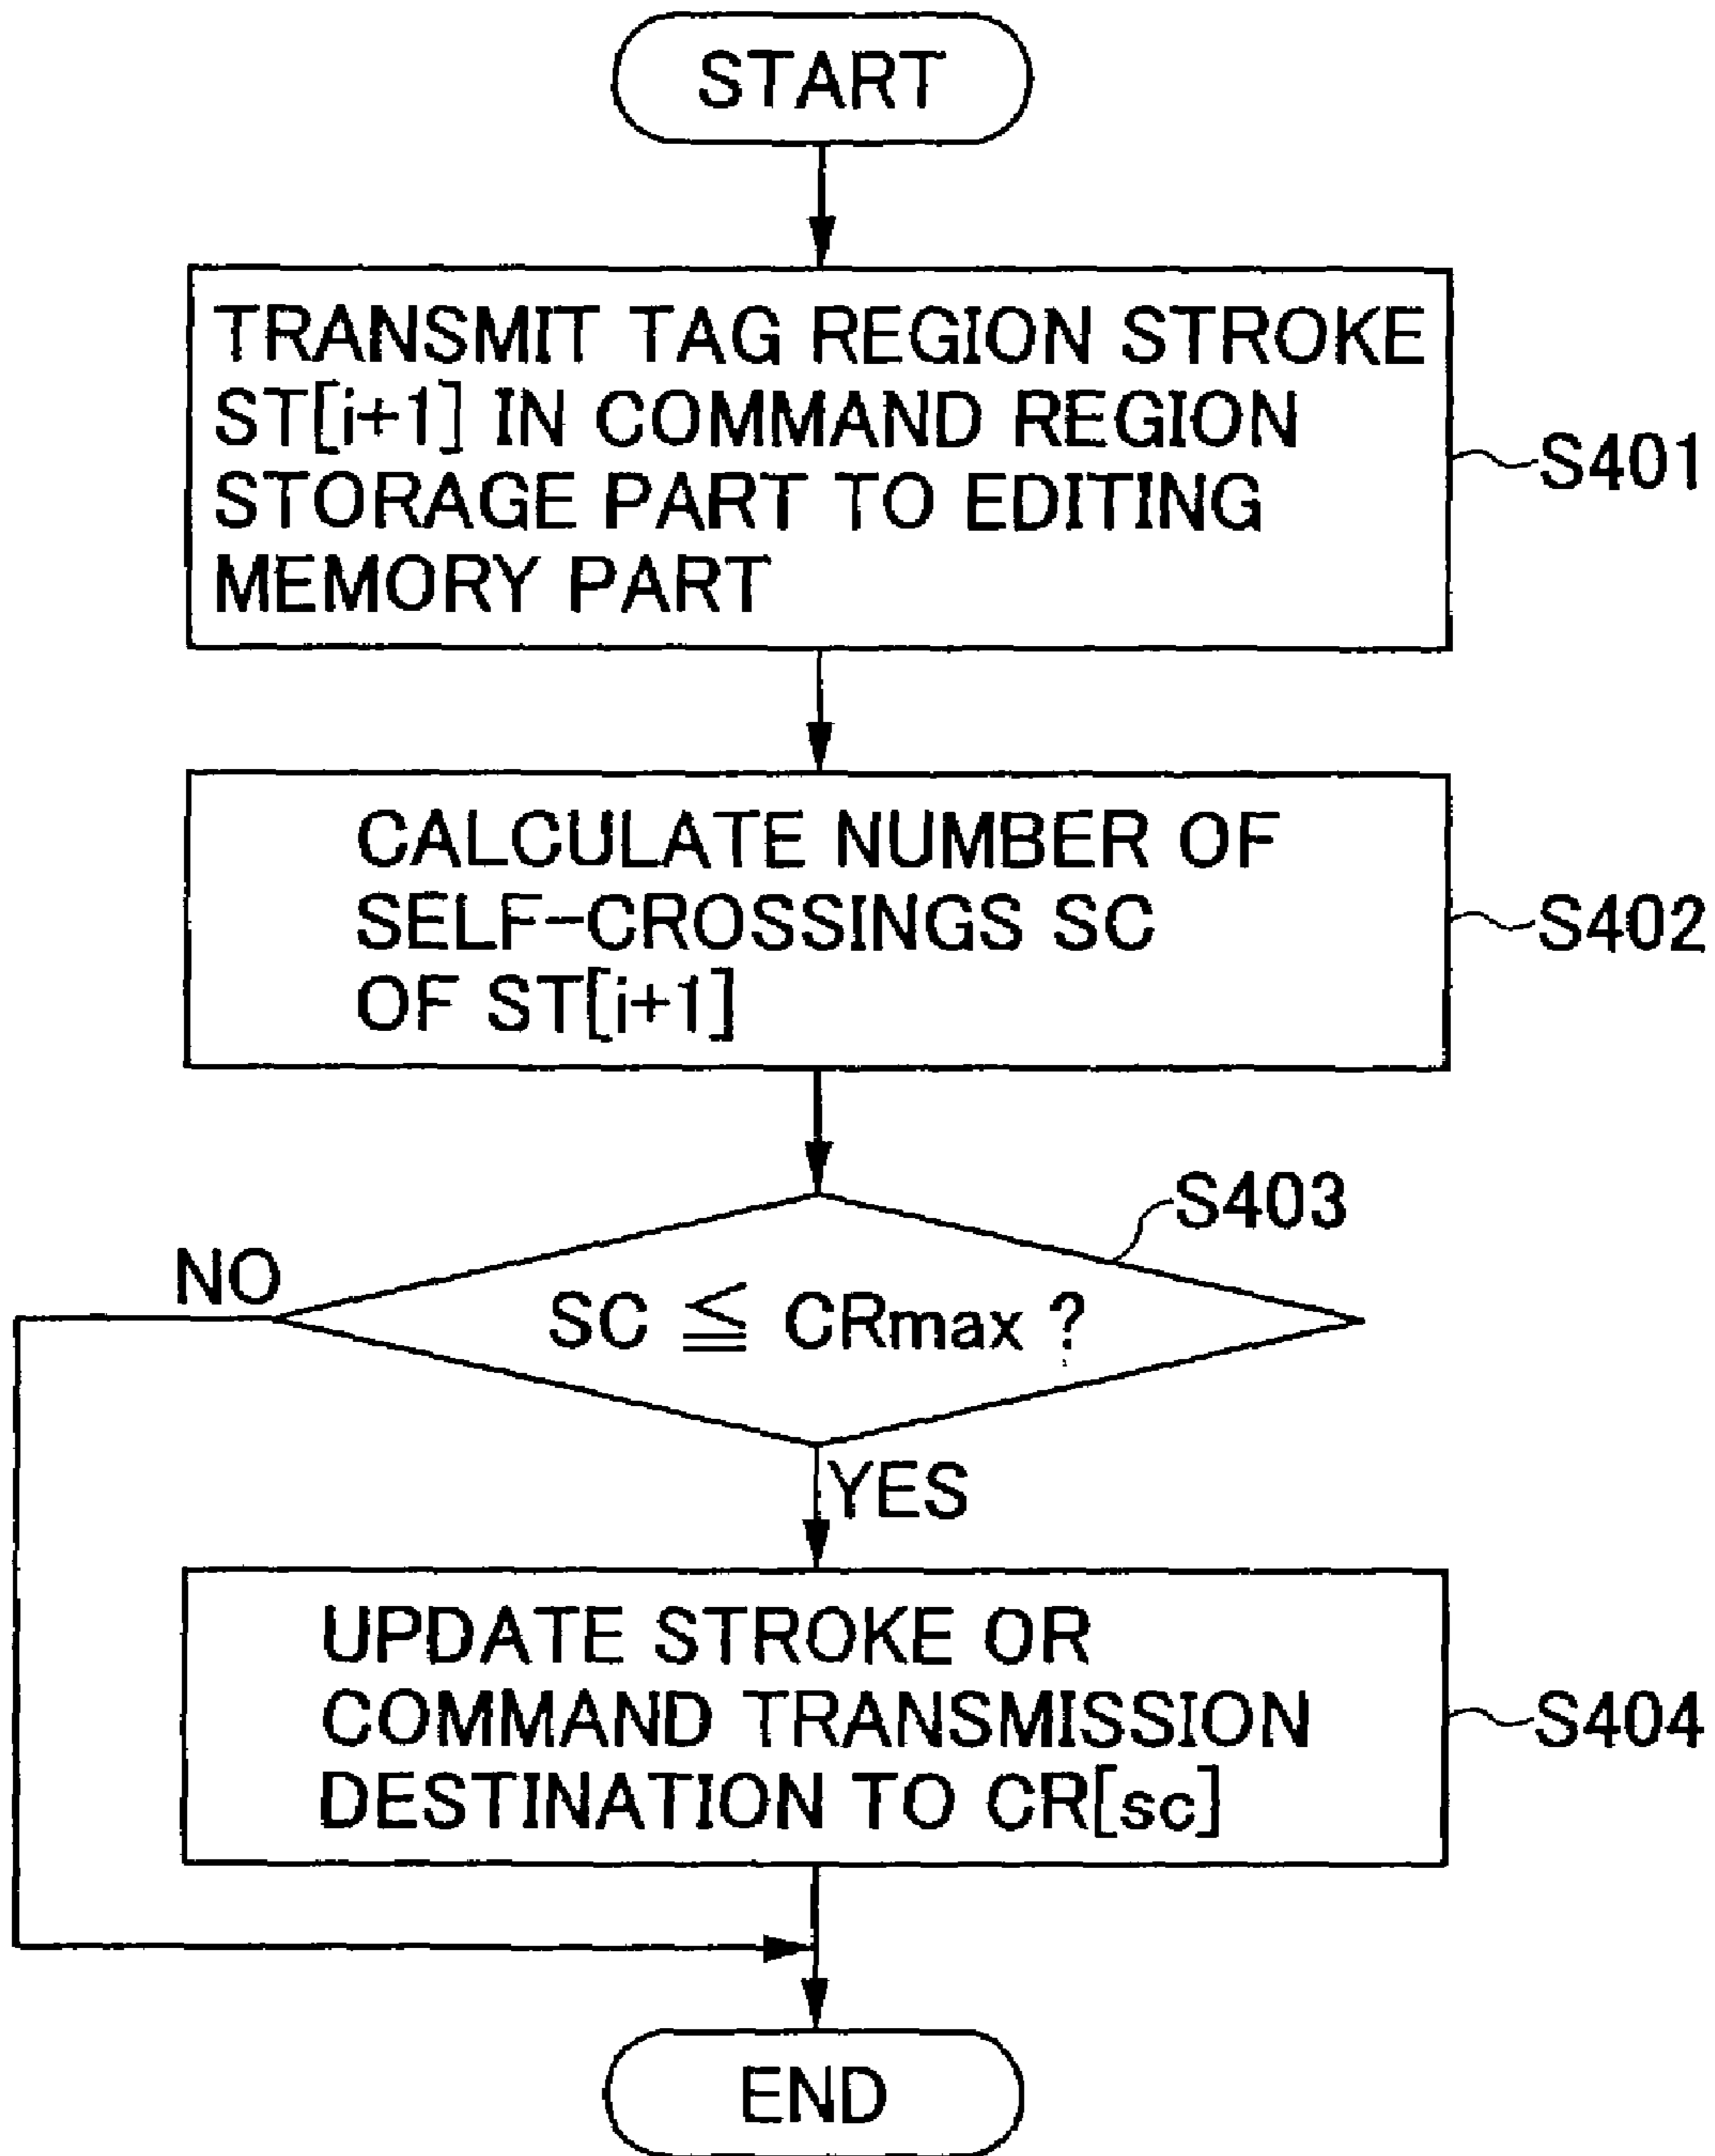 START
TRANSMIT TAG REGION STROKE
ST[i+1] IN COMMAND REGION
STORAGE PART TO EDITING
MEMORY PART
S401
CALCULATE NUMBER OF
SELF-CROSSINGS SC
OF ST[i+1]
S402
S403
NO
SC ≦ CRmax ?
YES
UPDATE STROKE OR
COMMAND TRANSMISSION
DESTINATION TO CR[sc]
S404
END